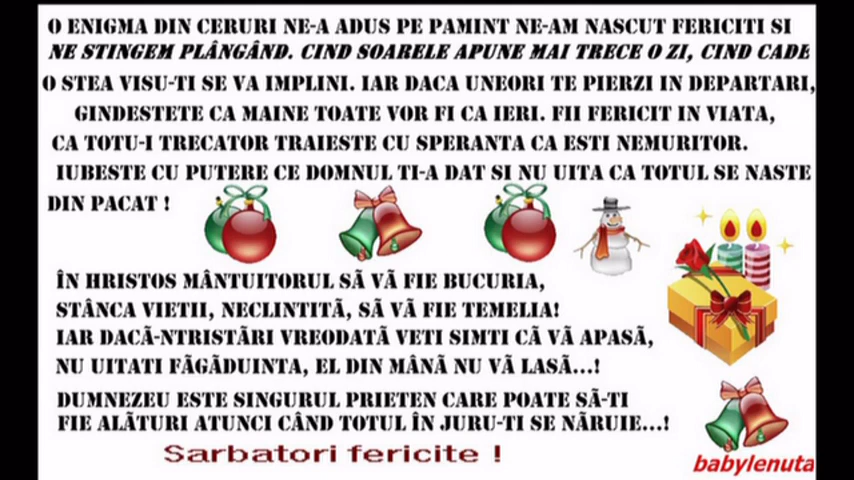 O ENIGMA DIN CERURI NE-A ADUS PE PAMINT NE-AM NASCUT FERICITI SI
NE STINGEM PLÂNGÂND. CIND SOARELE APUNE MAI TRECE O ZI, CIND CADE
O STEA VISU-TI SE VA IMPLINI. IAR DACA UNEORI TE PIERZI IN DEPARTARI,
GINDESTETE CA MAINE TOATE VOR FI CA IERI. FII FERICIT IN VIATA,
CA TOTU-I TRECATOR TRAIESTE CU SPERANTA CA ESTI NEMURITOR.
IUBESTE CU PUTERE CE DOMNUL TI-A DAT SI NU UITA CA TOTUL SE NASTE
DIN PACAT !
ÎN HRISTOS MÂNTUITORUL SÃ VÃ FIE BUCURIA,
STÂNCA VIETII, NECLINTITÃ, SÃ VÃ FIE TEMELIA!
IAR DACÃ-NTRISTÃRI VREODATÃ VETI SIMTI CÃ VÃ APASÃ,
NU UITATI FÃGÃDUINTA, EL DIN MÂNÃ NU VÃ LASÃ...!
DUMNEZEU ESTE SINGURUL PRIETEN CARE POATE SÃ-TI
FIE ALÃTURI ATUNCI CÂND TOTUL ÎN JURU-TI SE NÃRUIE...!
Sarbatori fericite !
babylenuta